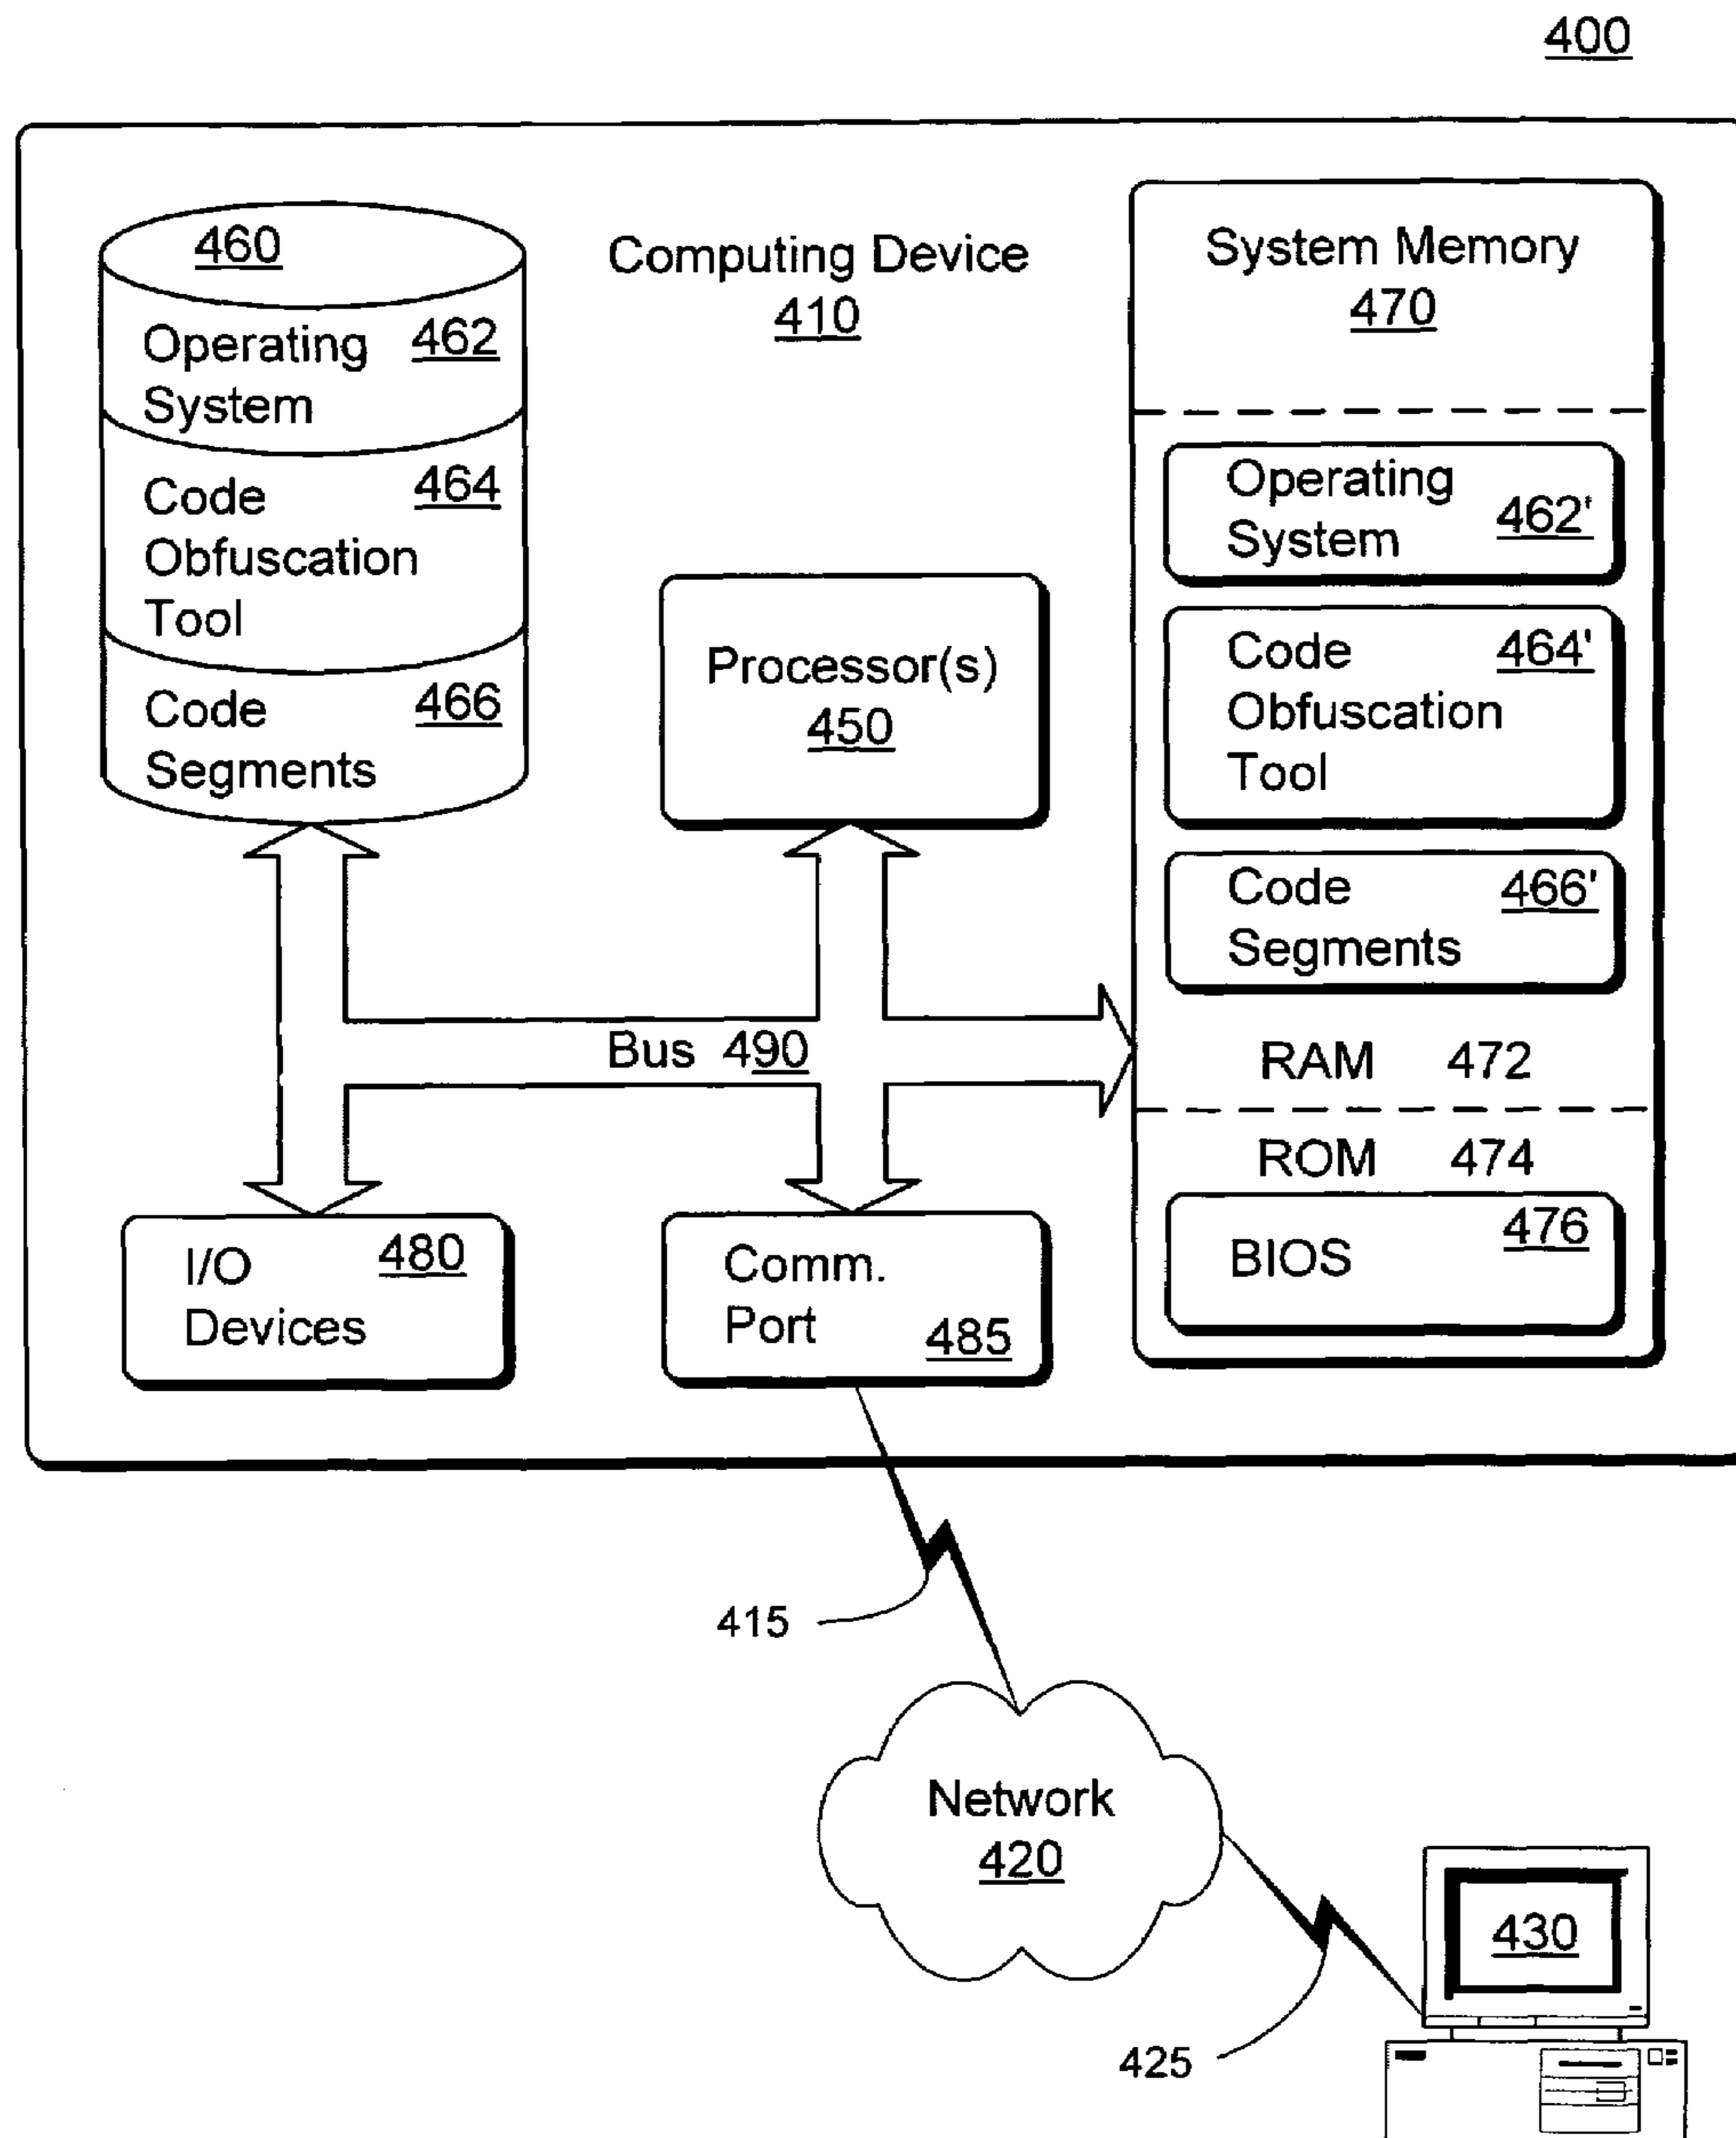 400
460
Operating 462
System
Code 464
Obfuscation
Tool
Code 466
Segments
Computing Device
410
System Memory
470
Operating
System 462'
Code 464'
Obfuscation
Tool
Code 466'
Segments
RAM 472
ROM 474
BIOS 476
Processor(s)
450
Bus 490
I/O 480
Devices
Comm.
Port 485
415
Network
420
430
425